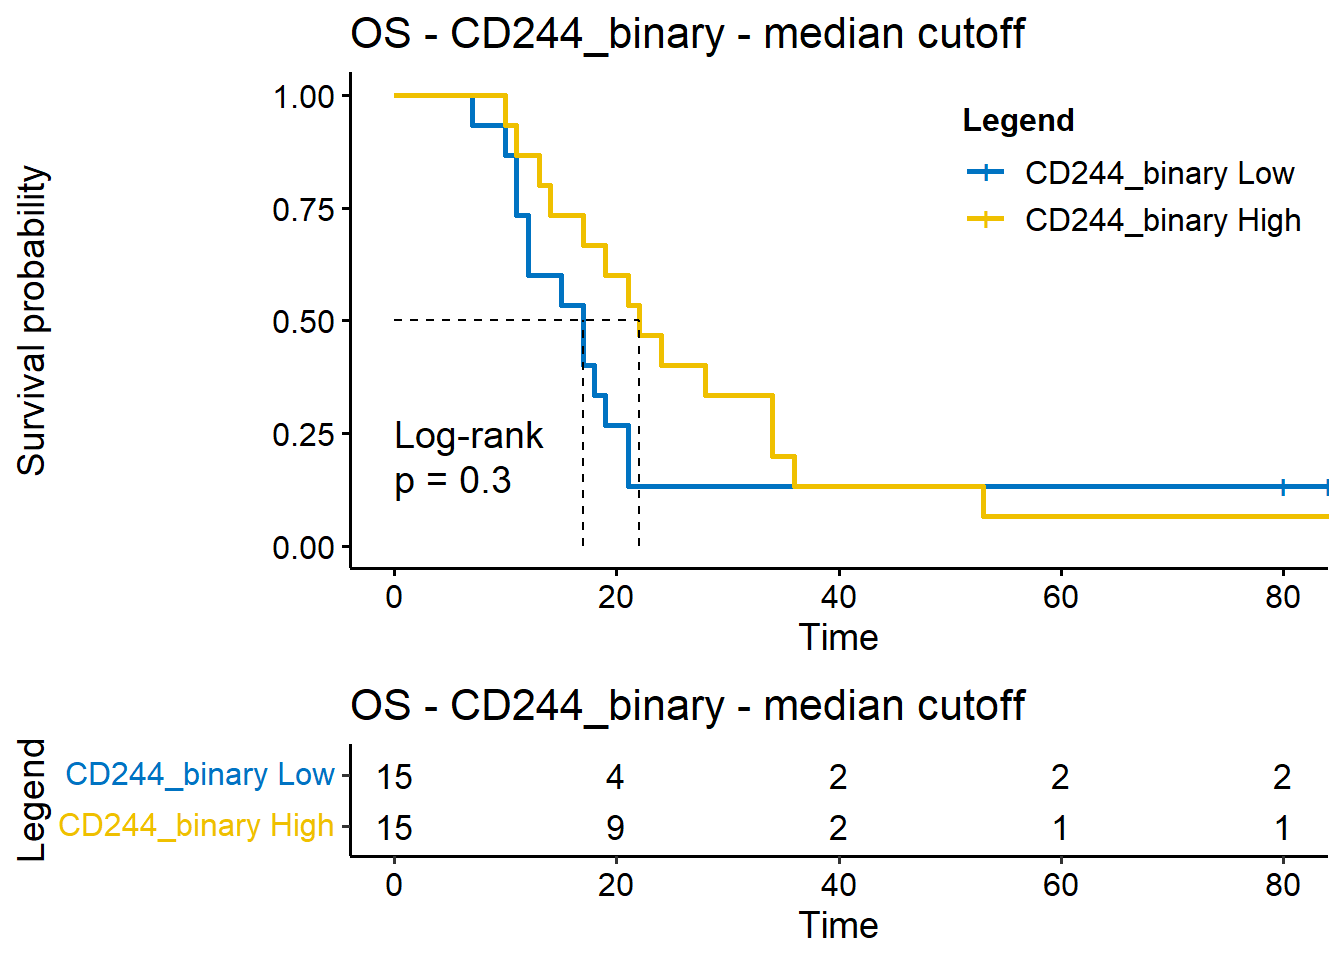 OS - CD244_binary - median cutoff
Survival probability
1.00
0.75
0.50
0.25
0.00
Legend
CD244_binary Low
CD244_binary High
Log-rank
p = 0.3
0 20 40 60 80
Time
OS - CD244_binary - median cutoff
Legend
CD244_binary Low 15 4 2 2 2
CD244_binary High 15 9 2 1 1
0 20 40 60 80
Time